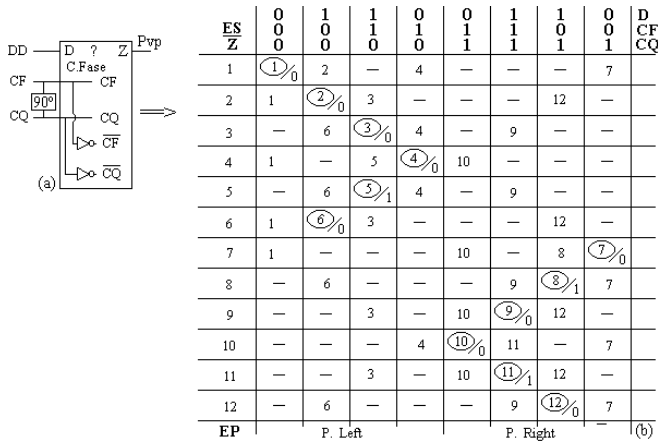 DD D ? Z Pvp
C.Fase
CF CF
90º
CQ CQ
CF
CQ
(a)
ES 0 1 1 0 0 1 1 0 D
0 0 1 1 1 1 0 0 CF
Z 0 0 0 0 1 1 1 1 CQ
1 1/0 2 — 4 — — — 7
2 1 2/0 3 — — — 12 —
3 — 6 3/0 4 — 9 — —
4 1 — 5 4/0 10 — — —
5 — 6 5/1 4 — 9 — —
6 1 6/0 3 — — — 12 —
7 1 — — — 10 — 8 7/0
8 — 6 — — — 9 8/1 7
9 — — 3 — 10 9/0 12 —
10 — — — 4 10/0 11 — 7
11 — — 3 — 10 11/1 12 —
12 — 6 — — — 9 12/0 7
EP P. Left P. Right — (b)